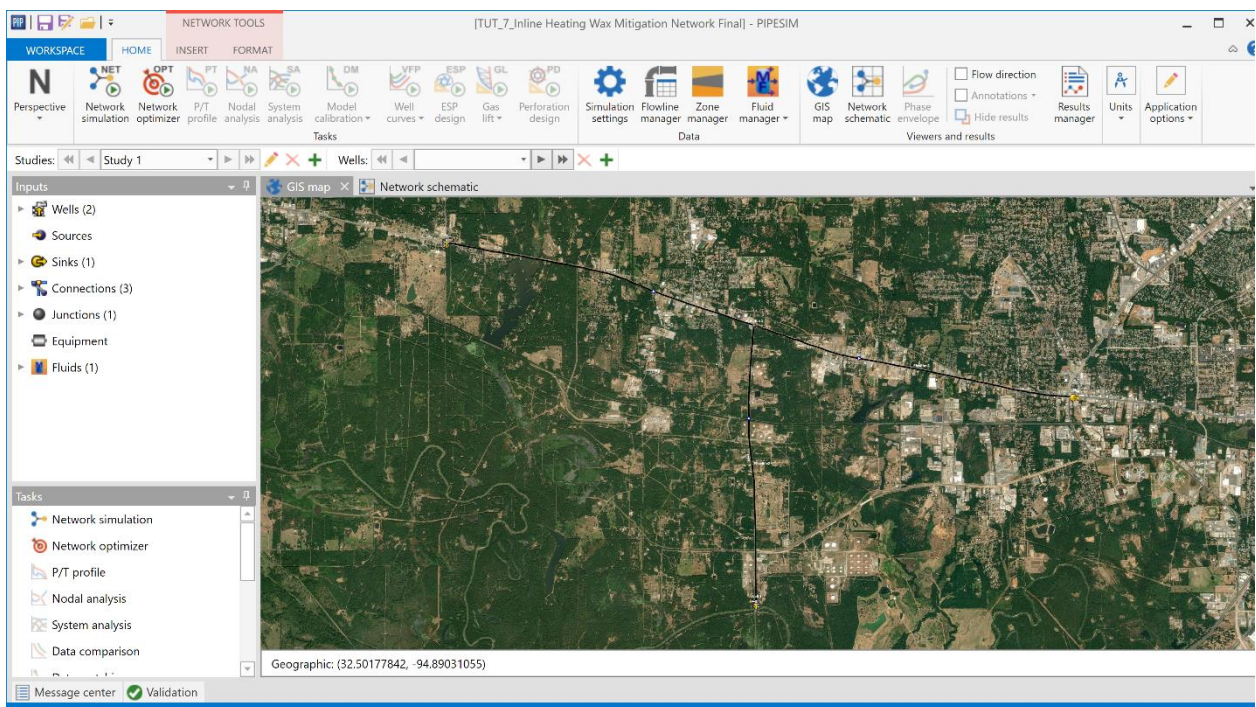 PIP
NETWORK TOOLS
[TUT_7_Inline Heating Wax Mitigation Network Final] - PIPESIM
WORKSPACE HOME INSERT FORMAT
N NET OPT PT NA SA DM VFP ESP GL PD
Perspective Network simulation Network optimizer P/T profile Nodal analysis System analysis Model calibration Well curves ESP design Gas lift Perforation design
Tasks
Simulation settings Flowline manager Zone manager Fluid manager
Data
GIS map Network schematic Phase envelope
Flow direction
Annotations
Hide results
Results manager
Viewers and results
Units Application options
Studies: Study 1 Wells:
Inputs
Wells (2)
Sources
Sinks (1)
Connections (3)
Junctions (1)
Equipment
Fluids (1)
Tasks
Network simulation
Network optimizer
P/T profile
Nodal analysis
System analysis
Data comparison
GIS map Network schematic
Geographic: (32.50177842, -94.89031055)
Message center Validation